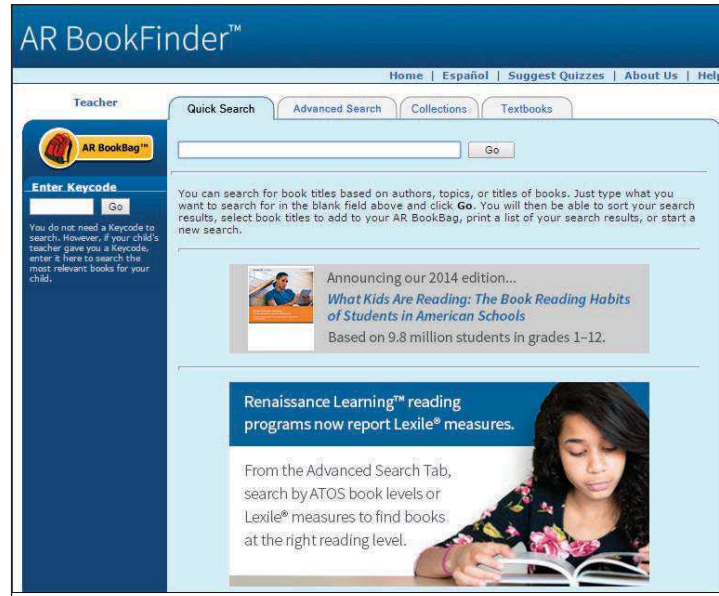 AR BookFinder™
Home | Español | Suggest Quizzes | About Us | Help
Teacher
Quick Search Advanced Search Collections Textbooks
AR BookBag™
Go
Enter Keycode
Go
You do not need a Keycode to
search. However, if your child's
teacher gave you a Keycode,
enter it here to search the
most relevant books for your
child.
You can search for book titles based on authors, topics, or titles of books. Just type what you
want to search for in the blank field above and click Go. You will then be able to sort your search
results, select book titles to add to your AR BookBag, print a list of your search results, or start a
new search.
Announcing our 2014 edition...
What Kids Are Reading: The Book Reading Habits
of Students in American Schools
Based on 9.8 million students in grades 1–12.
Renaissance Learning™ reading
programs now report Lexile® measures.
From the Advanced Search Tab,
search by ATOS book levels or
Lexile® measures to find books
at the right reading level.